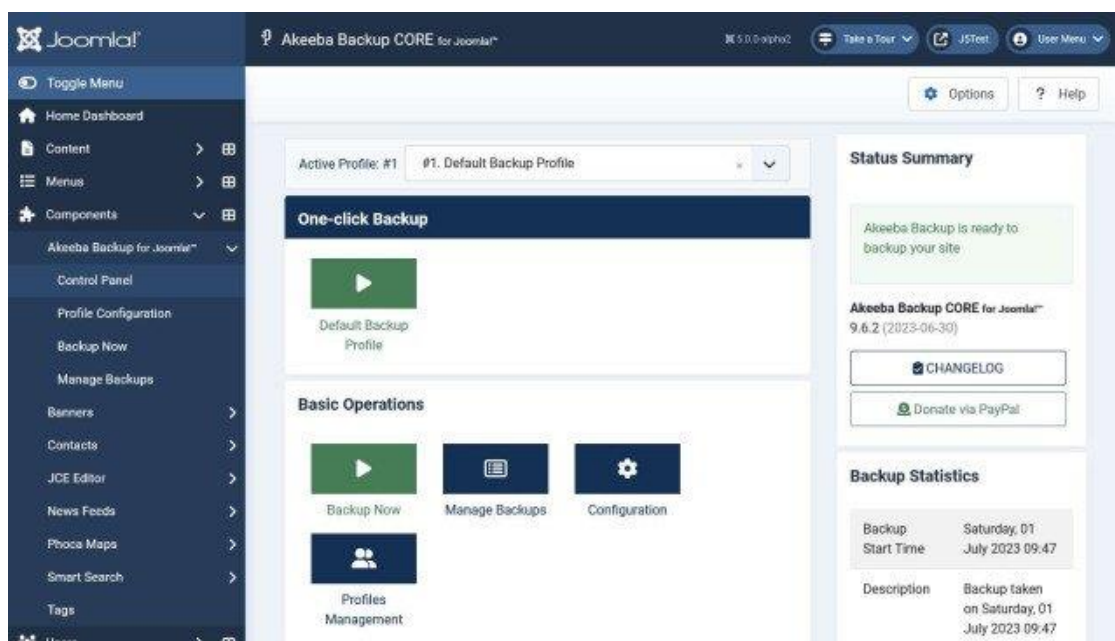 Joomla!
Akeeba Backup CORE for Joomla!™
5.0.0-alpha2
Take a Tour
JSTest
User Menu
Toggle Menu
Options
? Help
Home Dashboard
Content
Menus
Components
Akeeba Backup for Joomla!™
Control Panel
Profile Configuration
Backup Now
Manage Backups
Banners
Contacts
JCE Editor
News Feeds
Phoca Maps
Smart Search
Tags
Users
Active Profile: #1
#1. Default Backup Profile
One-click Backup
Default Backup
Profile
Basic Operations
Backup Now
Manage Backups
Configuration
Profiles
Management
Status Summary
Akeeba Backup is ready to
backup your site
Akeeba Backup CORE for Joomla!™
9.6.2 (2023-06-30)
CHANGELOG
Donate via PayPal
Backup Statistics
Backup
Start Time
Saturday, 01
July 2023 09:47
Description
Backup taken
on Saturday, 01
July 2023 09:47